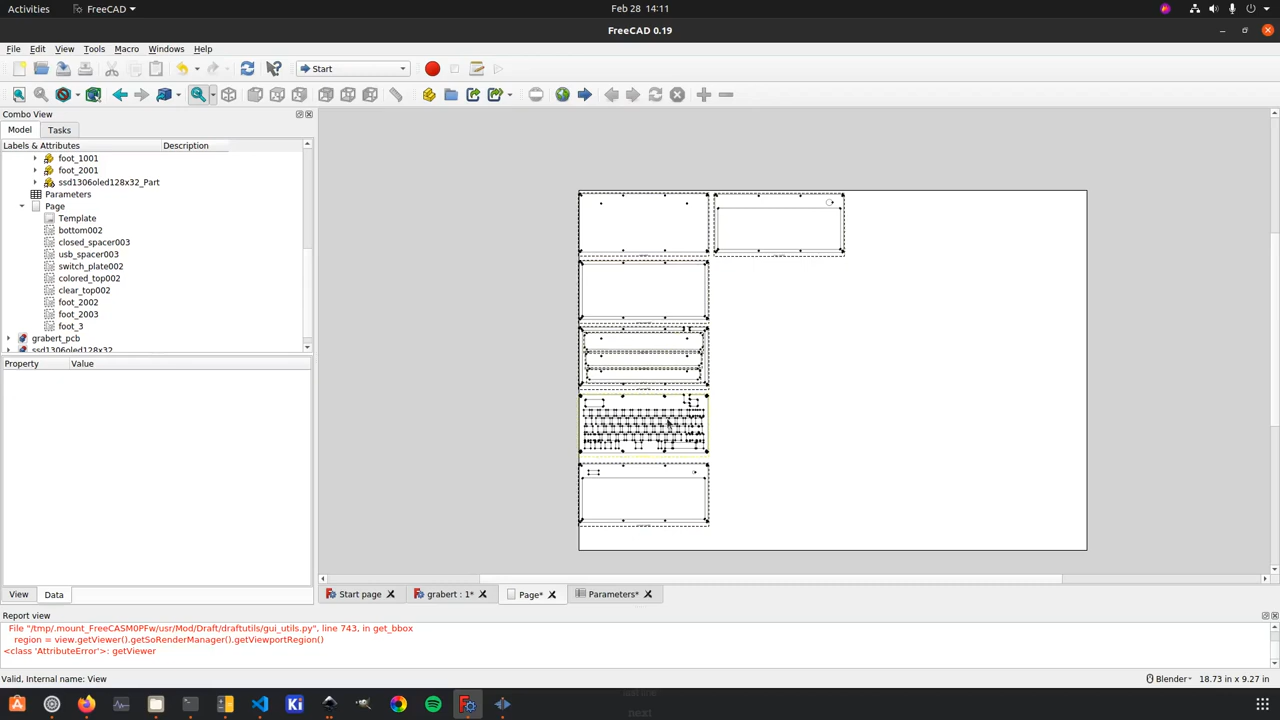 Activities
FreeCAD
Feb 28 14:11
FreeCAD 0.19
File Edit View Tools Macro Windows Help
Start
Combo View
Model Tasks
Labels & Attributes Description
foot_1001
foot_2001
ssd1306oled128x32_Part
Parameters
Page
Template
bottom002
closed_spacer003
usb_spacer003
switch_plate002
colored_top002
clear_top002
foot_2002
foot_2003
foot_3
grabert_pcb
ssd1306oled128x32
Property Value
View Data
Start page
grabert : 1*
Page*
Parameters*
Report view
File "/tmp/.mount_FreeCASM0PFw/usr/Mod/Draft/draftutils/gui_utils.py", line 743, in get_bbox
region = view.getViewer().getSoRenderManager().getViewportRegion()
<class 'AttributeError'>: getViewer
Valid, Internal name: View
Blender
18.73 in x 9.27 in
Ki
next